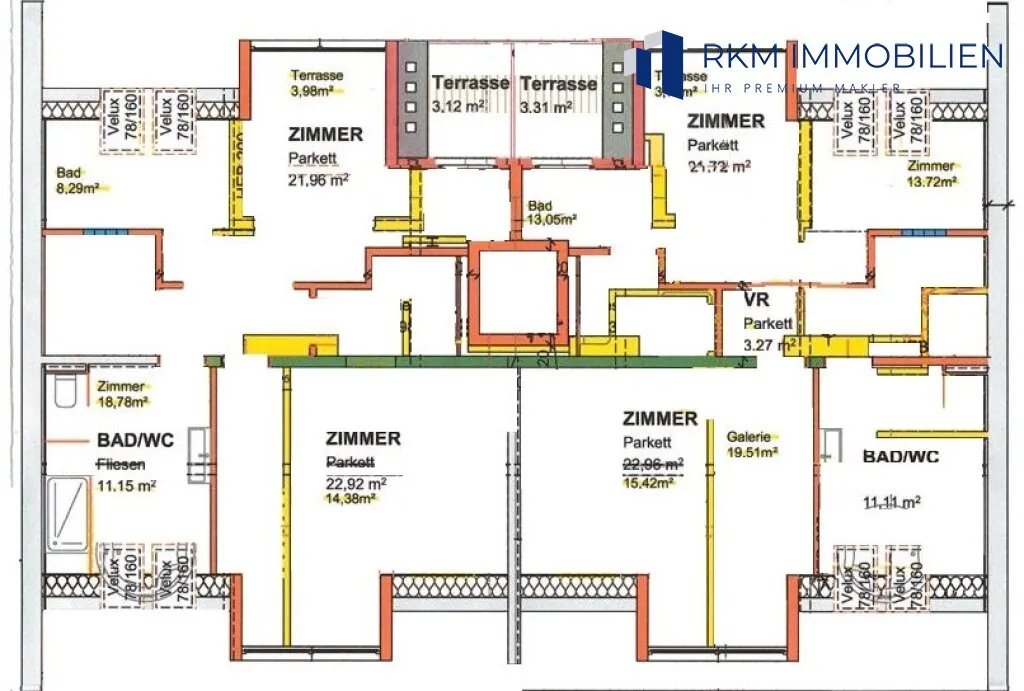 RKM IMMOBILIEN
IHR PREMIUM MAKLER
Terrasse
3.98m²
Terrasse
3.12 m²
Terrasse
3.31 m²
Terrasse
Velux
78/160
Velux
78/160
ZIMMER
Parkett
21,96 m²
ZIMMER
Parkett
21,72 m²
Velux
78/160
Velux
78/160
Bad
8,29m²
Zimmer
13.72m²
Bad
13,05m²
VR
Parkett
3.27 m²
Zimmer
18,78m²
BAD/WC
Fliesen
11.15 m²
ZIMMER
Parkett
22,92 m²
14,38m²
ZIMMER
Parkett
22,96 m²
15,42m²
Galerie
19.51m²
BAD/WC
11,11 m²
Velux
78/160
Velux
78/160
Velux
78/160
Velux
78/160